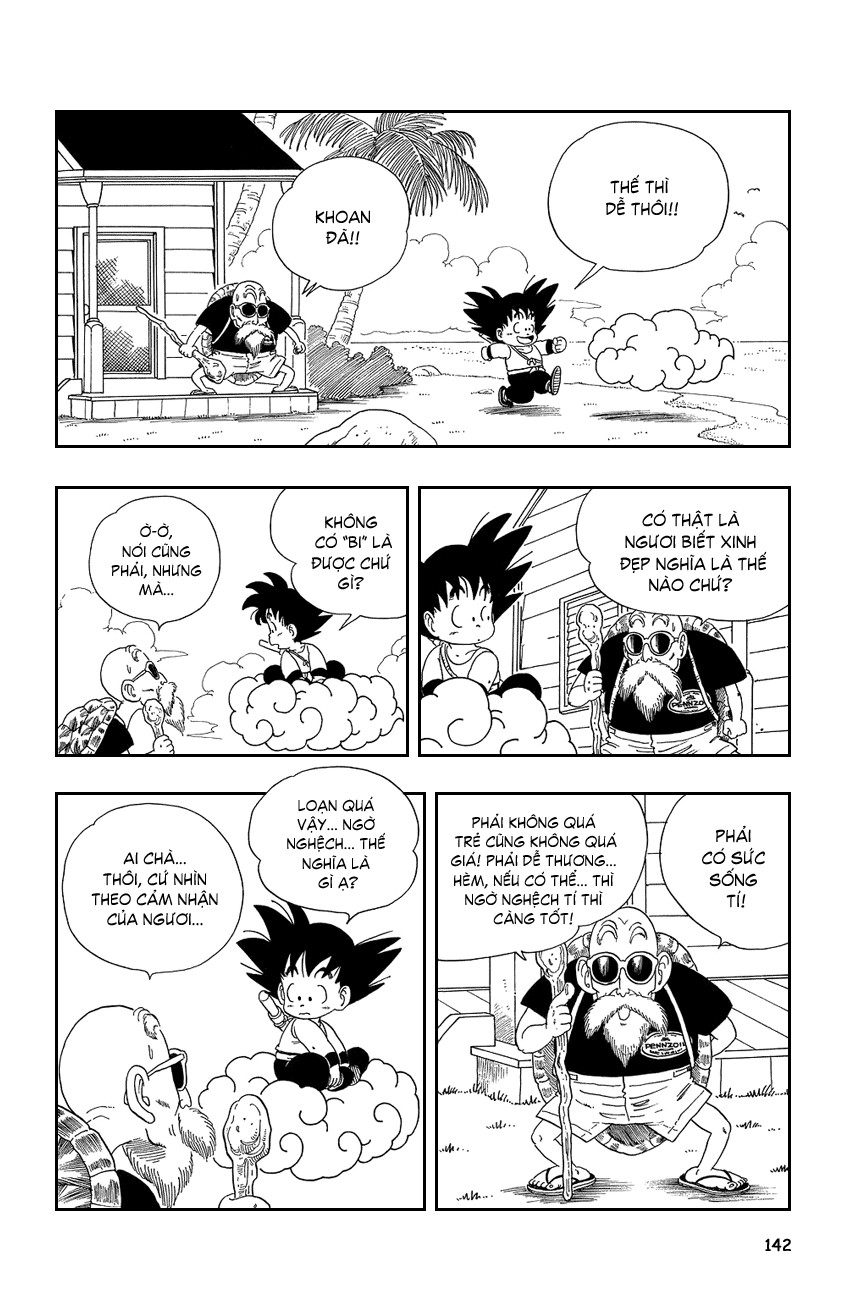 THẾ THÌ
DỄ THÔI!!
KHOAN
ĐÃ!!
CÓ THẬT LÀ
NGƯƠI BIẾT XINH
ĐẸP NGHĨA LÀ THẾ
NÀO CHỨ?
PENNZOI
KHÔNG
CÓ “BI” LÀ
ĐƯỢC CHỨ
GÌ?
Ờ-Ờ,
NÓI CŨNG
PHẢI, NHƯNG
MÀ...
PHẢI
CÓ SỨC
SỐNG
TÍ!
PHẢI KHÔNG QUÁ
TRẺ CŨNG KHÔNG QUÁ
GIÀ! PHẢI DỄ THƯƠNG...
HÈM, NẾU CÓ THỂ... THÌ
NGỜ NGHỆCH TÍ THÌ
CÀNG TỐT!
PENNZOI
LOẠN QUÁ
VẬY... NGỜ
NGHỆCH... THẾ
NGHĨA LÀ
GÌ Ạ?
AI CHÀ...
THÔI, CỨ NHÌN
THEO CẢM NHẬN
CỦA NGƯƠI...
142